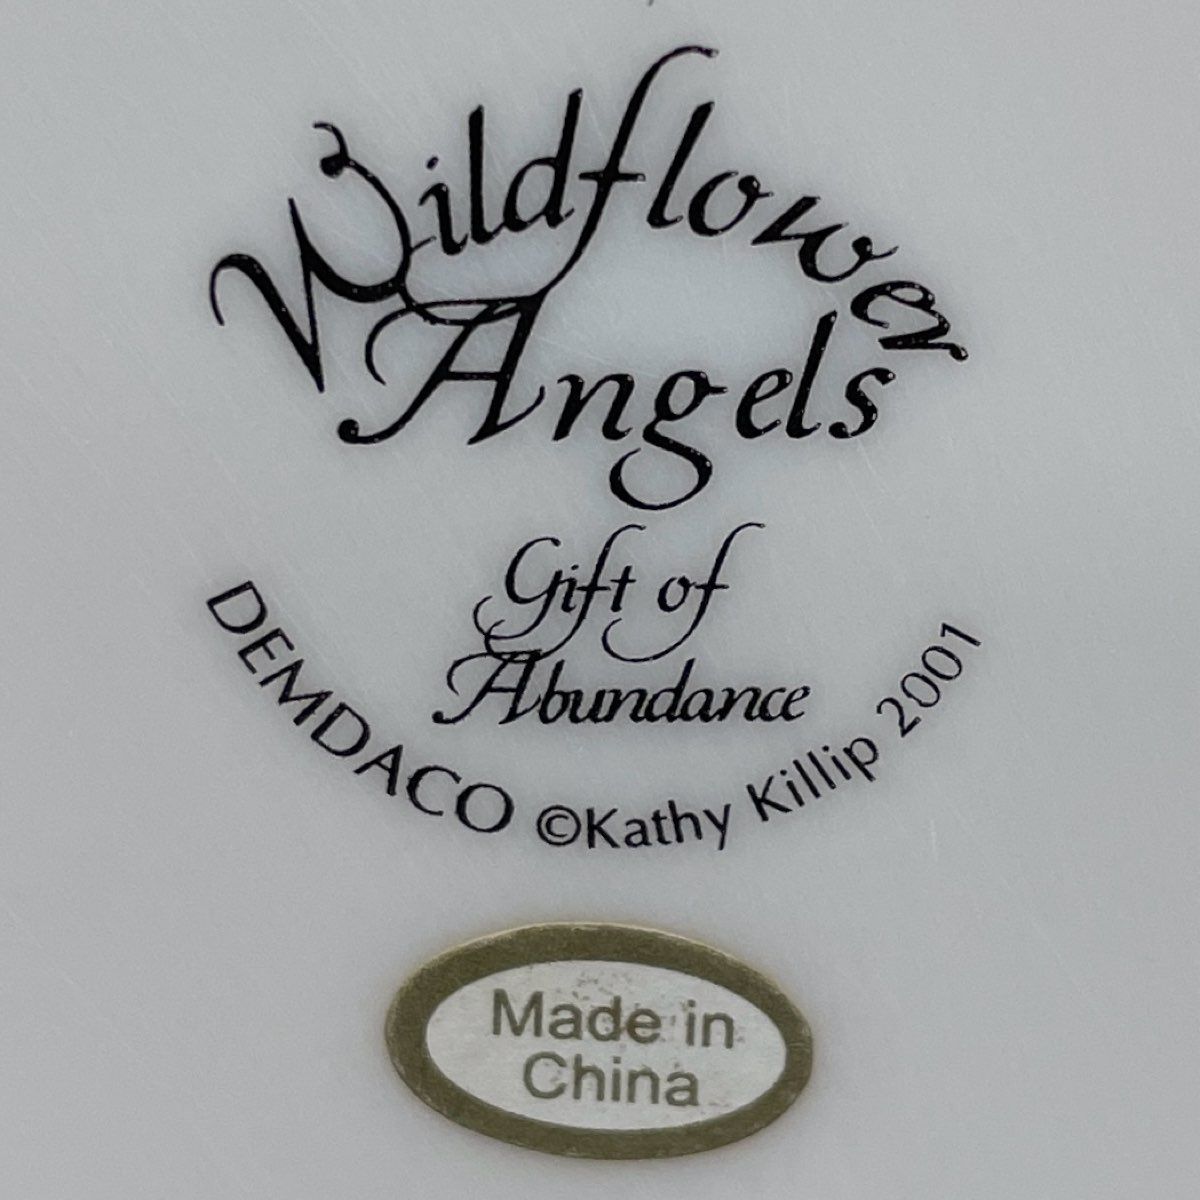 Wildflower
Angels
Gift of
Abundance
DEMDACO ©Kathy Killip 2001
Made in
China